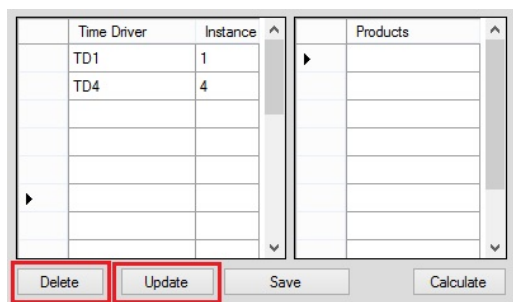 Time Driver Instance Products
TD1 1
TD4 4
Delete Update Save Calculate